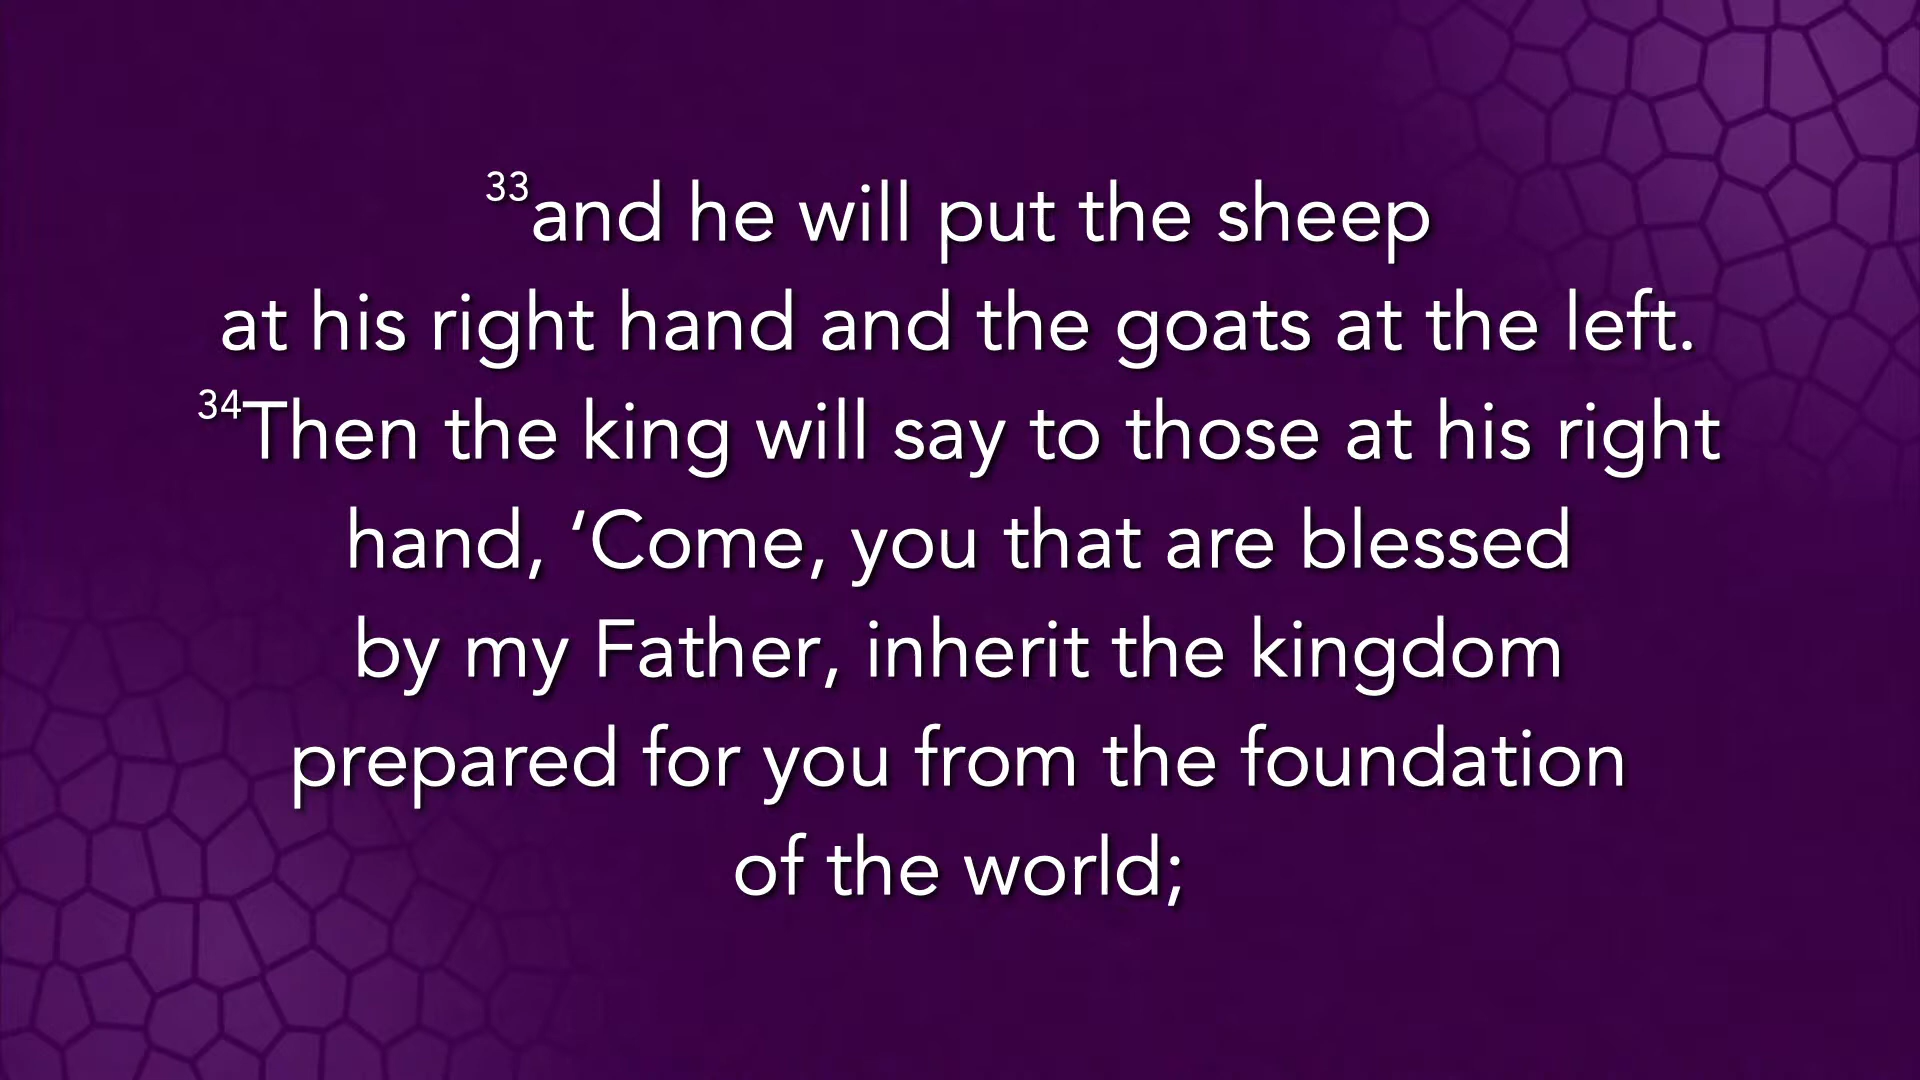 ³³and he will put the sheep
at his right hand and the goats at the left.
³⁴Then the king will say to those at his right
hand, ‘Come, you that are blessed
by my Father, inherit the kingdom
prepared for you from the foundation
of the world;